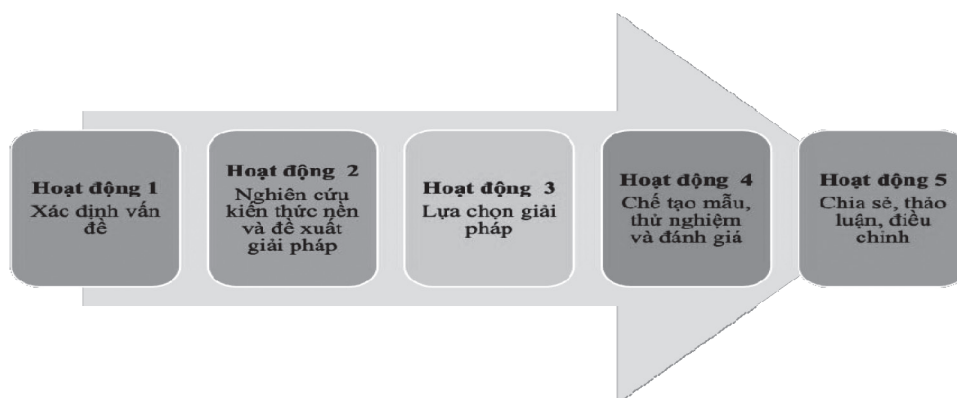 Hoạt động 1
Xác định vấn
đề
Hoạt động 2
Nghiên cứu
kiến thức nền
và đề xuất
giải pháp
Hoạt động 3
Lựa chọn giải
pháp
Hoạt động 4
Chế tạo mẫu,
thử nghiệm
và đánh giá
Hoạt động 5
Chia sẻ, thảo
luận, điều
chỉnh